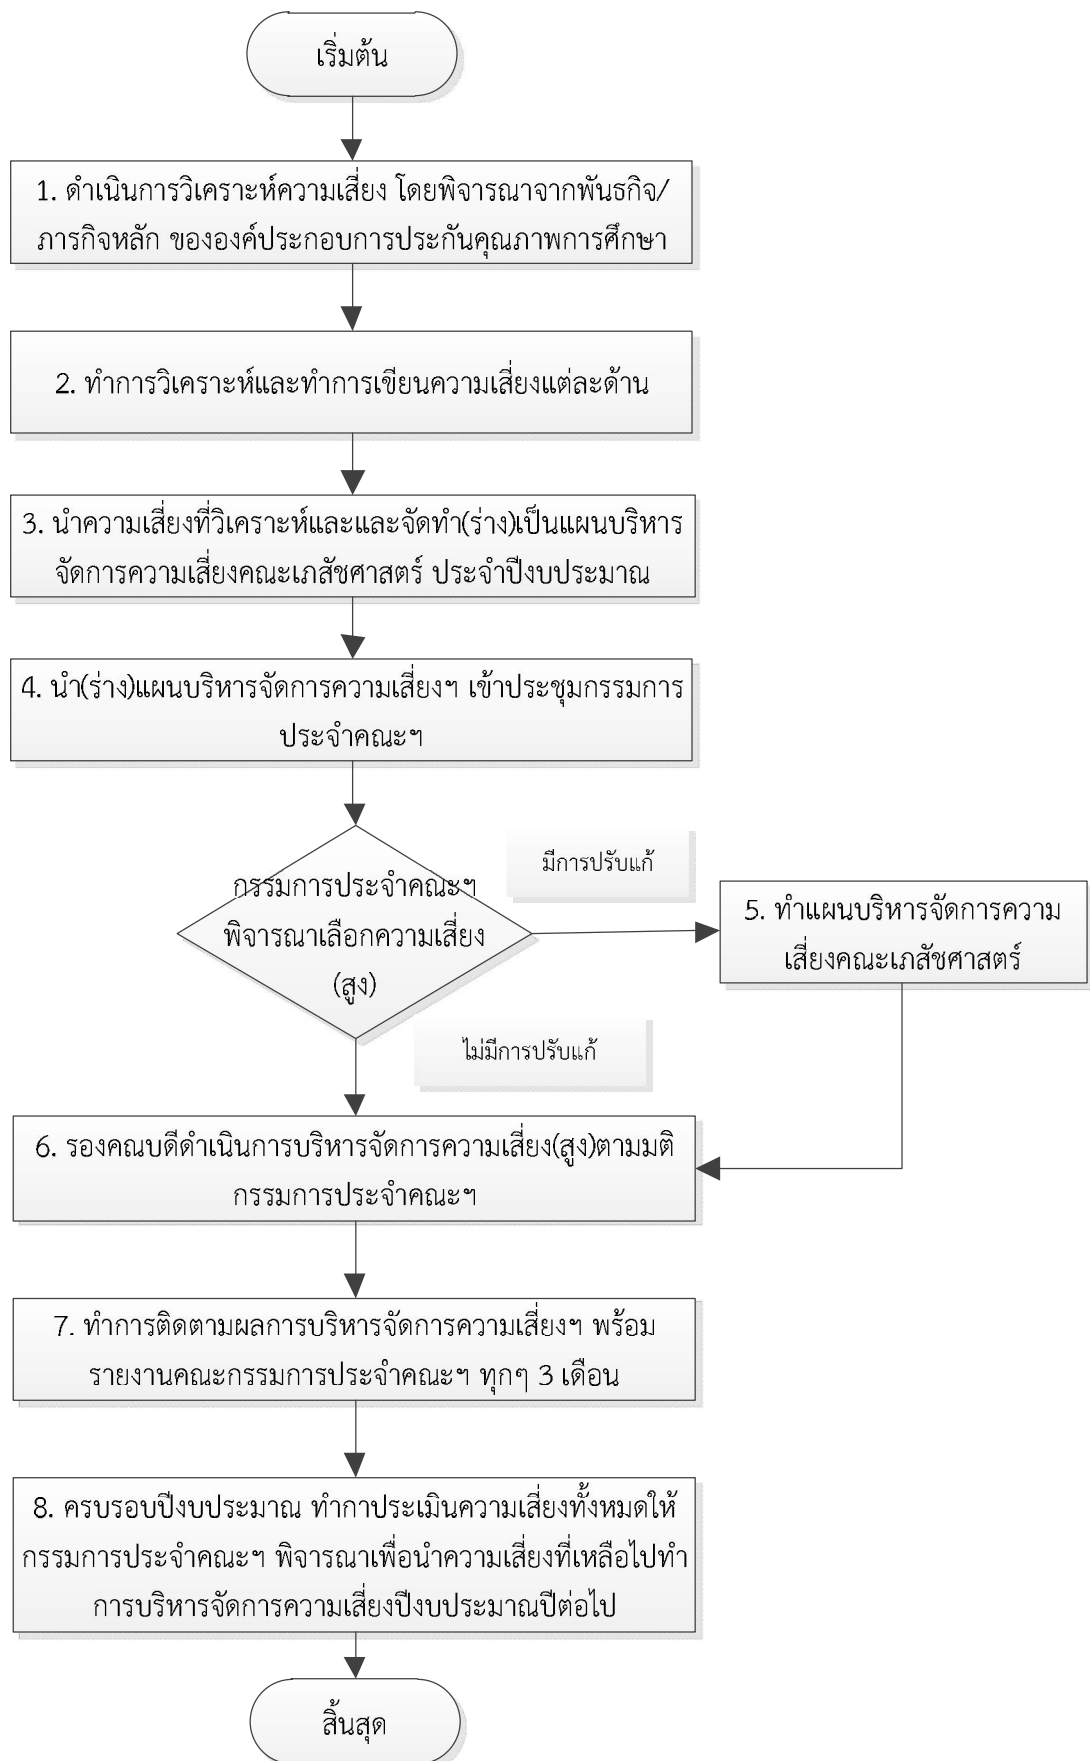 เริ่มต้น
1. ดำเนินการวิเคราะห์ความเสี่ยง โดยพิจารณาจากพันธกิจ/
ภารกิจหลัก ขององค์ประกอบการประกันคุณภาพการศึกษา
2. ทำการวิเคราะห์และทำการเขียนความเสี่ยงแต่ละด้าน
3. นำความเสี่ยงที่วิเคราะห์และและจัดทำ(ร่าง)เป็นแผนบริหาร
จัดการความเสี่ยงคณะเภสัชศาสตร์ ประจำปีงบประมาณ
4. นำ(ร่าง)แผนบริหารจัดการความเสี่ยงฯ เข้าประชุมกรรมการ
ประจำคณะฯ
กรรมการประจำคณะฯ
พิจารณาเลือกความเสี่ยง
(สูง)
มีการปรับแก้
5. ทำแผนบริหารจัดการความ
เสี่ยงคณะเภสัชศาสตร์
ไม่มีการปรับแก้
6. รองคณบดีดำเนินการบริหารจัดการความเสี่ยง(สูง)ตามมติ
กรรมการประจำคณะฯ
7. ทำการติดตามผลการบริหารจัดการความเสี่ยงฯ พร้อม
รายงานคณะกรรมการประจำคณะฯ ทุกๆ 3 เดือน
8. ครบรอบปีงบประมาณ ทำกาประเมินความเสี่ยงทั้งหมดให้
กรรมการประจำคณะฯ พิจารณาเพื่อนำความเสี่ยงที่เหลือไปทำ
การบริหารจัดการความเสี่ยงปีงบประมาณปีต่อไป
สิ้นสุด